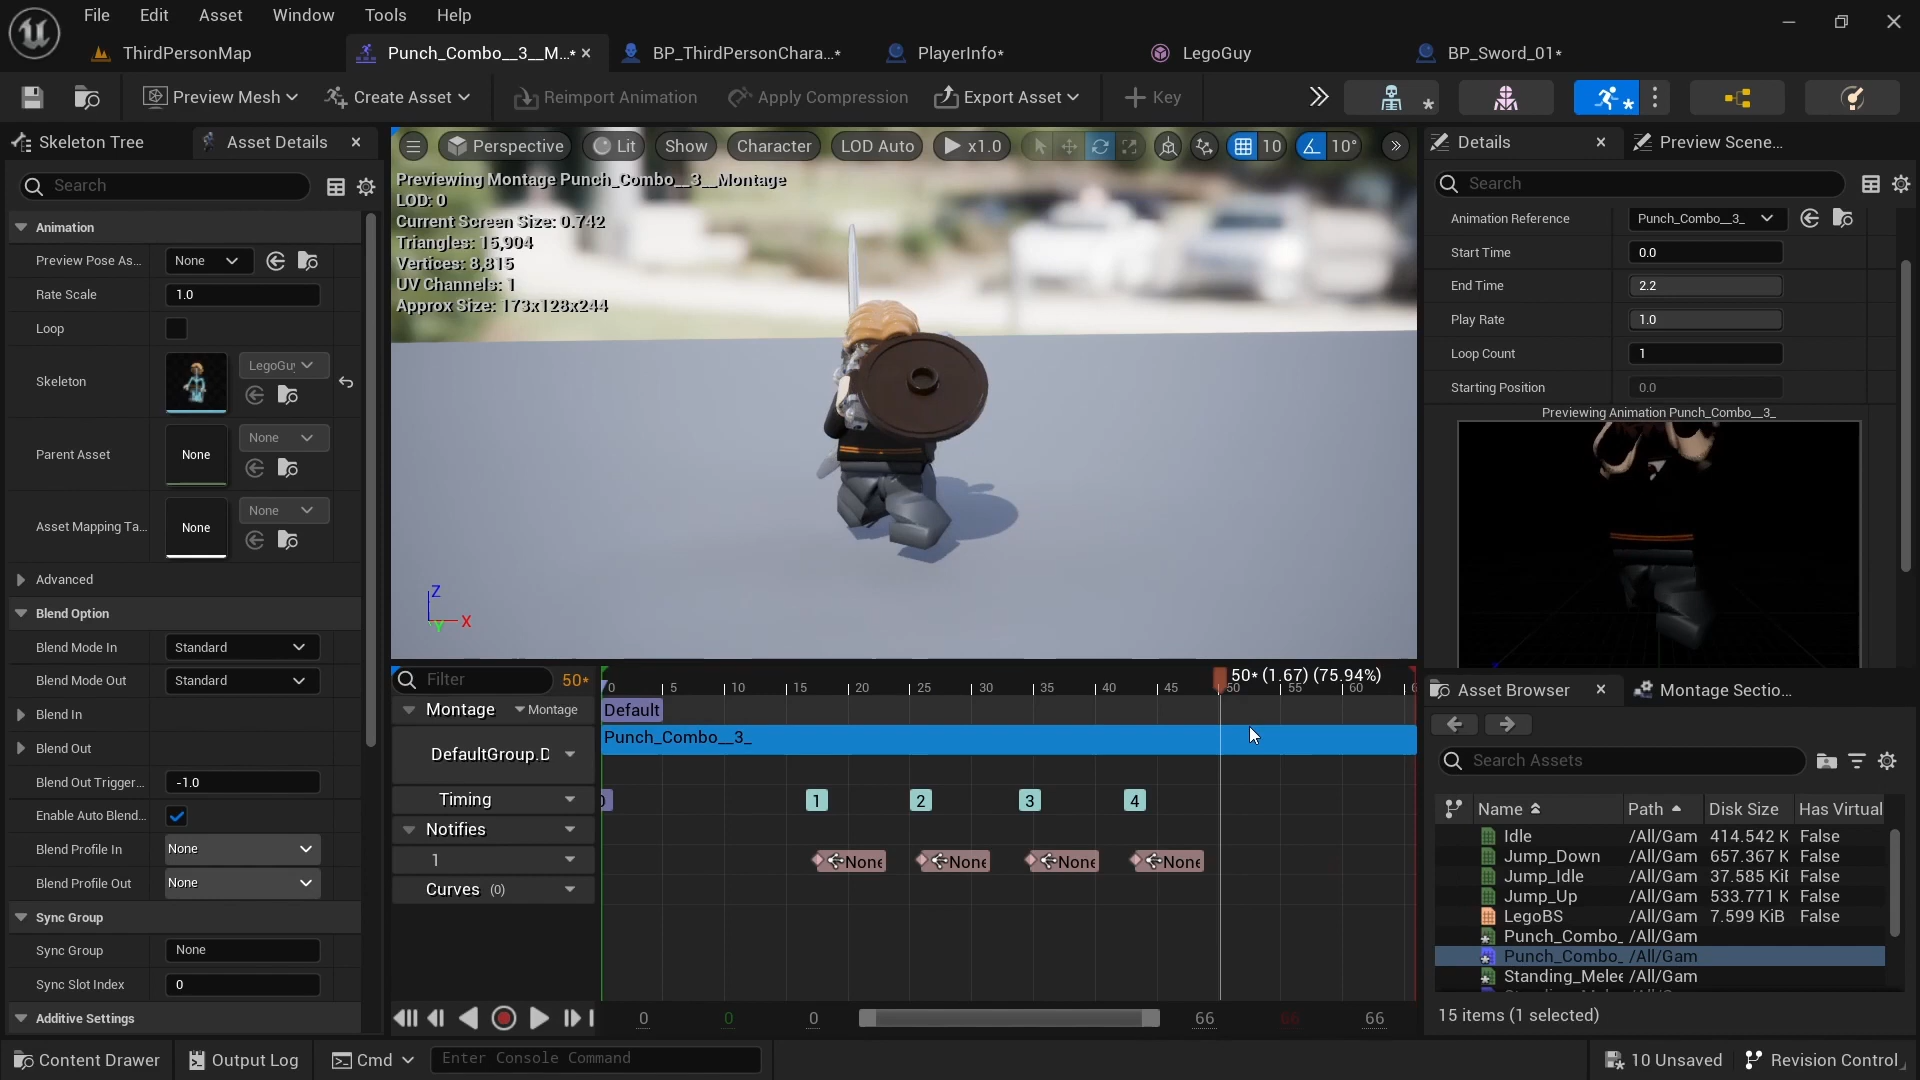 File Edit Asset Window Tools Help
ThirdPersonMap Punch_Combo__3__M...* BP_ThirdPersonChara...* PlayerInfo* LegoGuy BP_Sword_01*
Preview Mesh Create Asset Reimport Animation Apply Compression Export Asset Key
Skeleton Tree Asset Details
Search
Animation
Preview Pose As... None
Rate Scale 1.0
Loop
Skeleton LegoGu
Parent Asset None None
Asset Mapping Ta... None None
Advanced
Blend Option
Blend Mode In Standard
Blend Mode Out Standard
Blend In
Blend Out
Blend Out Trigger... -1.0
Enable Auto Blend...
Blend Profile In None
Blend Profile Out None
Sync Group
Sync Group None
Sync Slot Index 0
Additive Settings
Perspective Lit Show Character LOD Auto x1.0 10 10°
Previewing Montage Punch_Combo__3__Montage
LOD: 0
Current Screen Size: 0.742
Triangles: 15,904
Vertices: 8,815
UV Channels: 1
Approx Size: 173x128x244
Z
X
Y
Filter 50* 50* (1.67) (75.94%)
0 5 10 15 20 25 30 35 40 45 50 55 60 6
Montage Montage Default
DefaultGroup.D Punch_Combo__3_
Timing 1 2 3 4
Notifies
1 None None None None
Curves (0)
0 0 0 66 66 66
Details Preview Scene...
Search
Animation Reference Punch_Combo__3_
Start Time 0.0
End Time 2.2
Play Rate 1.0
Loop Count 1
Starting Position 0.0
Previewing Animation Punch_Combo__3_
Asset Browser Montage Sectio...
Search Assets
Name Path Disk Size Has Virtual
Idle /All/Gam 414.542 K False
Jump_Down /All/Gam 657.367 K False
Jump_Idle /All/Gam 37.585 KiB False
Jump_Up /All/Gam 533.771 K False
LegoBS /All/Gam 7.599 KiB False
Punch_Combo_ /All/Gam
Punch_Combo_ /All/Gam
Standing_Melee /All/Gam
15 items (1 selected)
Content Drawer Output Log Cmd Enter Console Command 10 Unsaved Revision Control